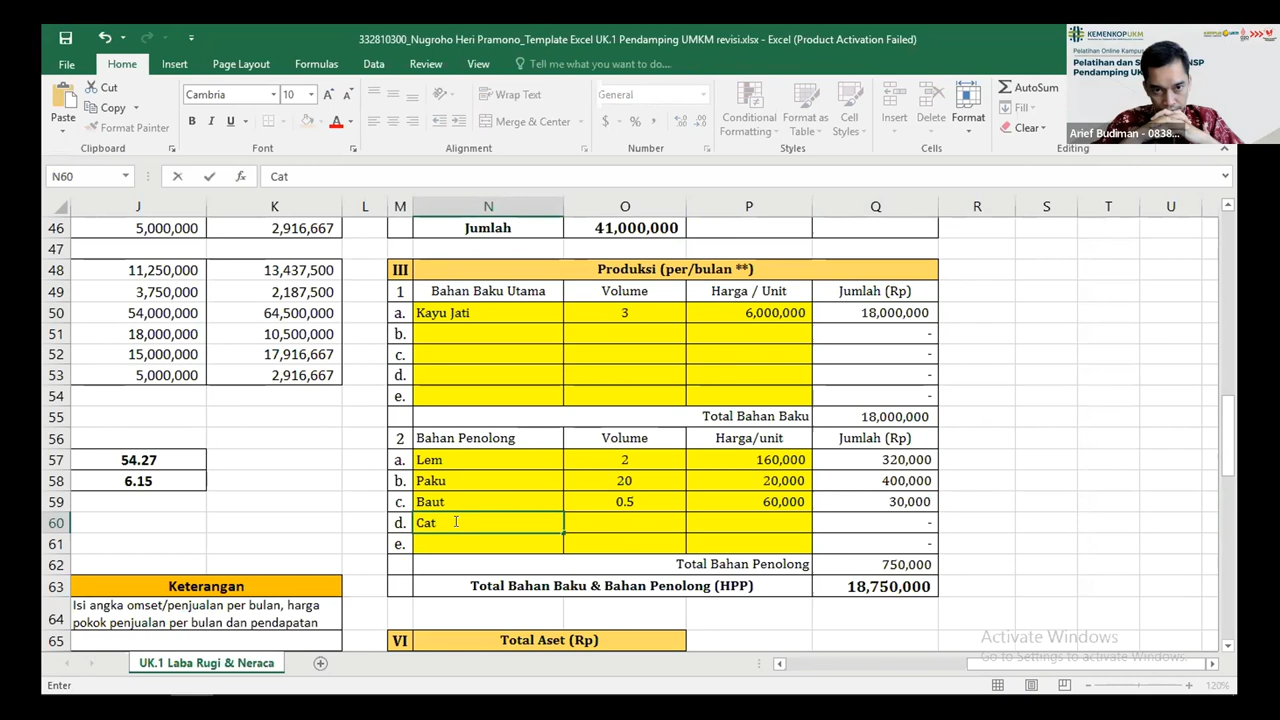 332810300_Nugroho Heri Pramono_Template Excel UK.1 Pendamping UMKM revisi.xlsx - Excel (Product Activation Failed)
KEMENKOPUKM
Pelatihan Online Kampus
Pelatihan dan S NSP
Pendamping UK
Arief Budiman - 0838...
File Home Insert Page Layout Formulas Data Review View Tell me what you want to do...
Paste Cut Copy Format Painter
Clipboard
Cambria 10
B I U A
Font
Wrap Text
Merge & Center
Alignment
General
$ % ,
Number
Conditional Formatting Format as Table Cell Styles
Styles
Insert Delete Format
Cells
AutoSum
Fill
Clear
Editing
N60 fx Cat
J K L M N O P Q R S T U
46 5,000,000 2,916,667 Jumlah 41,000,000
47
48 11,250,000 13,437,500 III Produksi (per/bulan **)
49 3,750,000 2,187,500 1 Bahan Baku Utama Volume Harga / Unit Jumlah (Rp)
50 54,000,000 64,500,000 a. Kayu Jati 3 6,000,000 18,000,000
51 18,000,000 10,500,000 b. -
52 15,000,000 17,916,667 c. -
53 5,000,000 2,916,667 d. -
54 e. -
55 Total Bahan Baku 18,000,000
56 2 Bahan Penolong Volume Harga/unit Jumlah (Rp)
57 54.27 a. Lem 2 160,000 320,000
58 6.15 b. Paku 20 20,000 400,000
59 c. Baut 0.5 60,000 30,000
60 d. Cat -
61 e. -
62 Total Bahan Penolong 750,000
63 Keterangan Total Bahan Baku & Bahan Penolong (HPP) 18,750,000
64 Isi angka omset/penjualan per bulan, harga
pokok penjualan per bulan dan pendapatan
65 VI Total Aset (Rp)
Activate Windows
Go to Settings to activate Windows.
UK.1 Laba Rugi & Neraca
Enter 120%